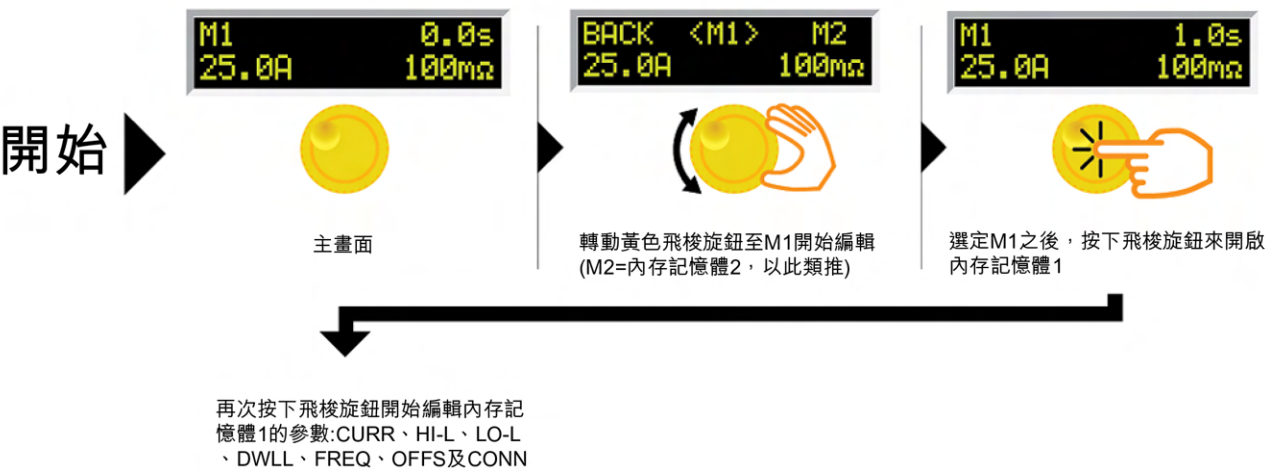 開始
M1 0.0s
25.0A 100mΩ
主畫面
BACK <M1> M2
25.0A 100mΩ
轉動黃色飛梭旋鈕至M1開始編輯
(M2=內存記憶體2，以此類推)
M1 1.0s
25.0A 100mΩ
選定M1之後，按下飛梭旋鈕來開啟
內存記憶體1
再次按下飛梭旋鈕開始編輯內存記
憶體1的參數:CURR、HI-L、LO-L
、DWLL、FREQ、OFFS及CONN